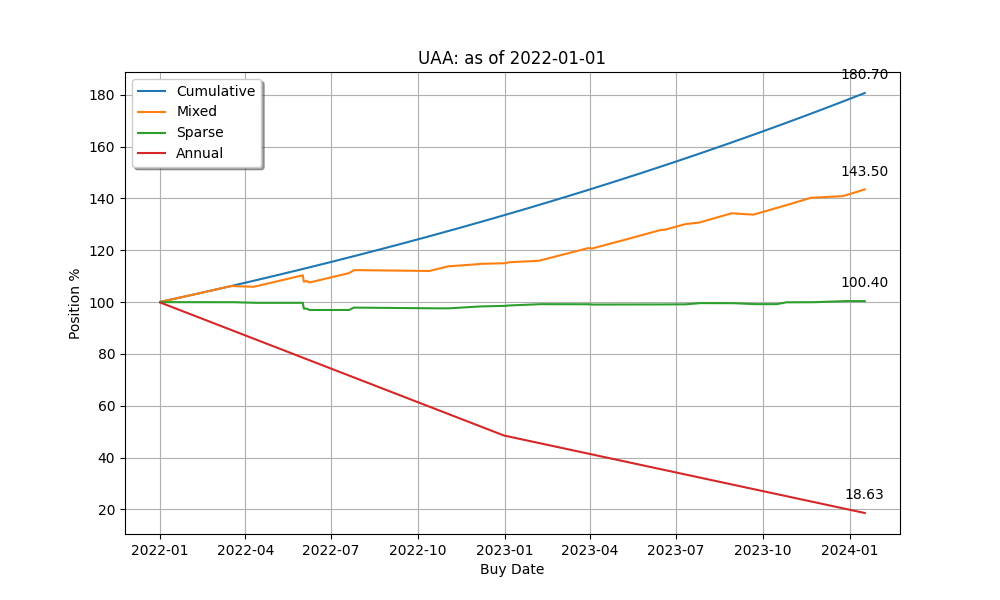 UAA: as of 2022-01-01
Cumulative
Mixed
Sparse
Annual
180.70
143.50
100.40
18.63
180
160
140
120
100
80
60
40
20
Position %
2022-01 2022-04 2022-07 2022-10 2023-01 2023-04 2023-07 2023-10 2024-01
Buy Date